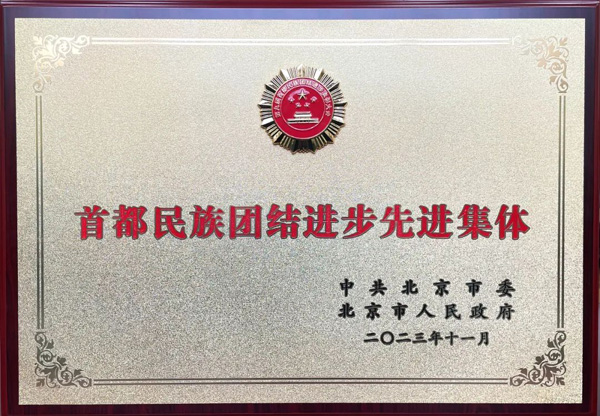 首都民族团结进步先进集体
中共北京市委
北京市人民政府
二〇二三年十一月